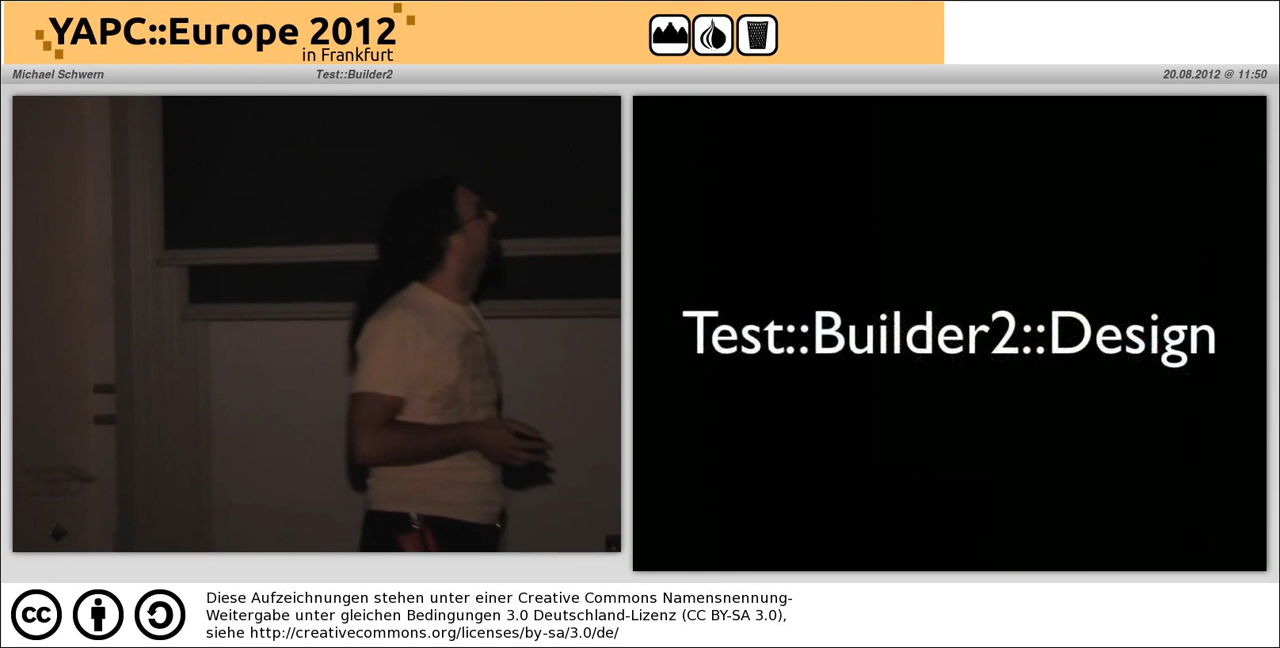 YAPC::Europe 2012
in Frankfurt
Michael Schwern Test::Builder2 20.08.2012 @ 11:50
Test::Builder2::Design
cc
Diese Aufzeichnungen stehen unter einer Creative Commons Namensnennung-
Weitergabe unter gleichen Bedingungen 3.0 Deutschland-Lizenz (CC BY-SA 3.0),
siehe http://creativecommons.org/licenses/by-sa/3.0/de/